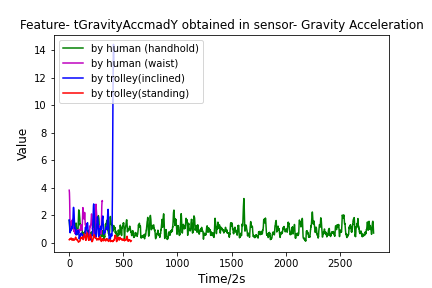 Feature- tGravityAccmadY obtained in sensor- Gravity Acceleration
14
12
10
8
6
4
2
0
Value
by human (handhold)
by human (waist)
by trolley(inclined)
by trolley(standing)
0 500 1000 1500 2000 2500
Time/2s